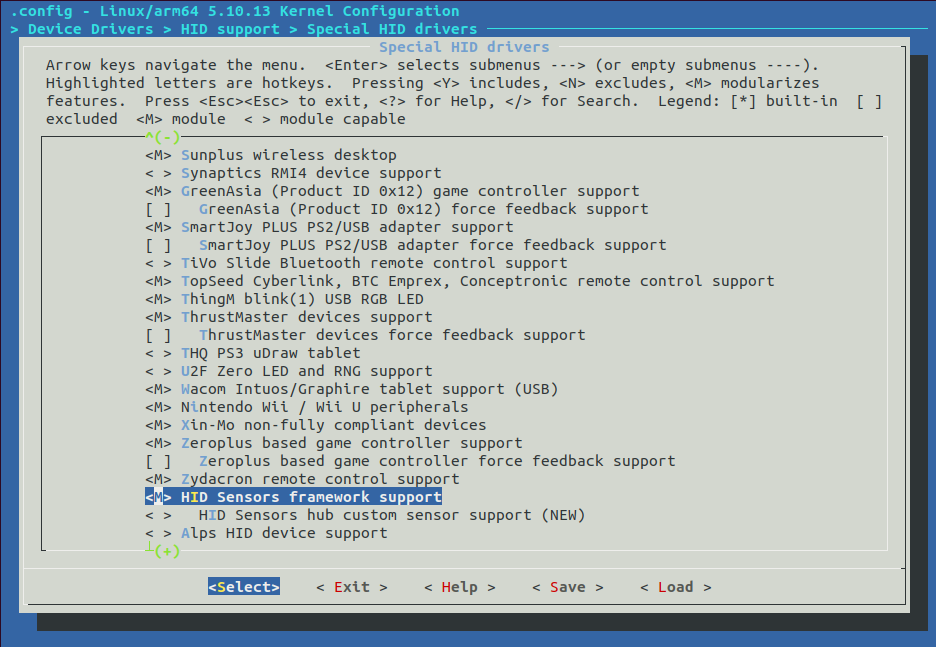 .config - Linux/arm64 5.10.13 Kernel Configuration
> Device Drivers > HID support > Special HID drivers
Special HID drivers
Arrow keys navigate the menu.  <Enter> selects submenus ---> (or empty submenus ----).
Highlighted letters are hotkeys.  Pressing <Y> includes, <N> excludes, <M> modularizes
features.  Press <Esc><Esc> to exit, <?> for Help, </> for Search.  Legend: [*] built-in  [ ]
excluded  <M> module  < > module capable
^(-)
<M> Sunplus wireless desktop
< > Synaptics RMI4 device support
<M> GreenAsia (Product ID 0x12) game controller support
[ ]   GreenAsia (Product ID 0x12) force feedback support
<M> SmartJoy PLUS PS2/USB adapter support
[ ]   SmartJoy PLUS PS2/USB adapter force feedback support
< > TiVo Slide Bluetooth remote control support
<M> TopSeed Cyberlink, BTC Emprex, Conceptronic remote control support
<M> ThingM blink(1) USB RGB LED
<M> ThrustMaster devices support
[ ]   ThrustMaster devices force feedback support
< > THQ PS3 uDraw tablet
< > U2F Zero LED and RNG support
<M> Wacom Intuos/Graphire tablet support (USB)
<M> Nintendo Wii / Wii U peripherals
<M> Xin-Mo non-fully compliant devices
<M> Zeroplus based game controller support
[ ]   Zeroplus based game controller force feedback support
<M> Zydacron remote control support
<M> HID Sensors framework support
< >   HID Sensors hub custom sensor support (NEW)
< > Alps HID device support
┴(+)
<Select>    < Exit >    < Help >    < Save >    < Load >